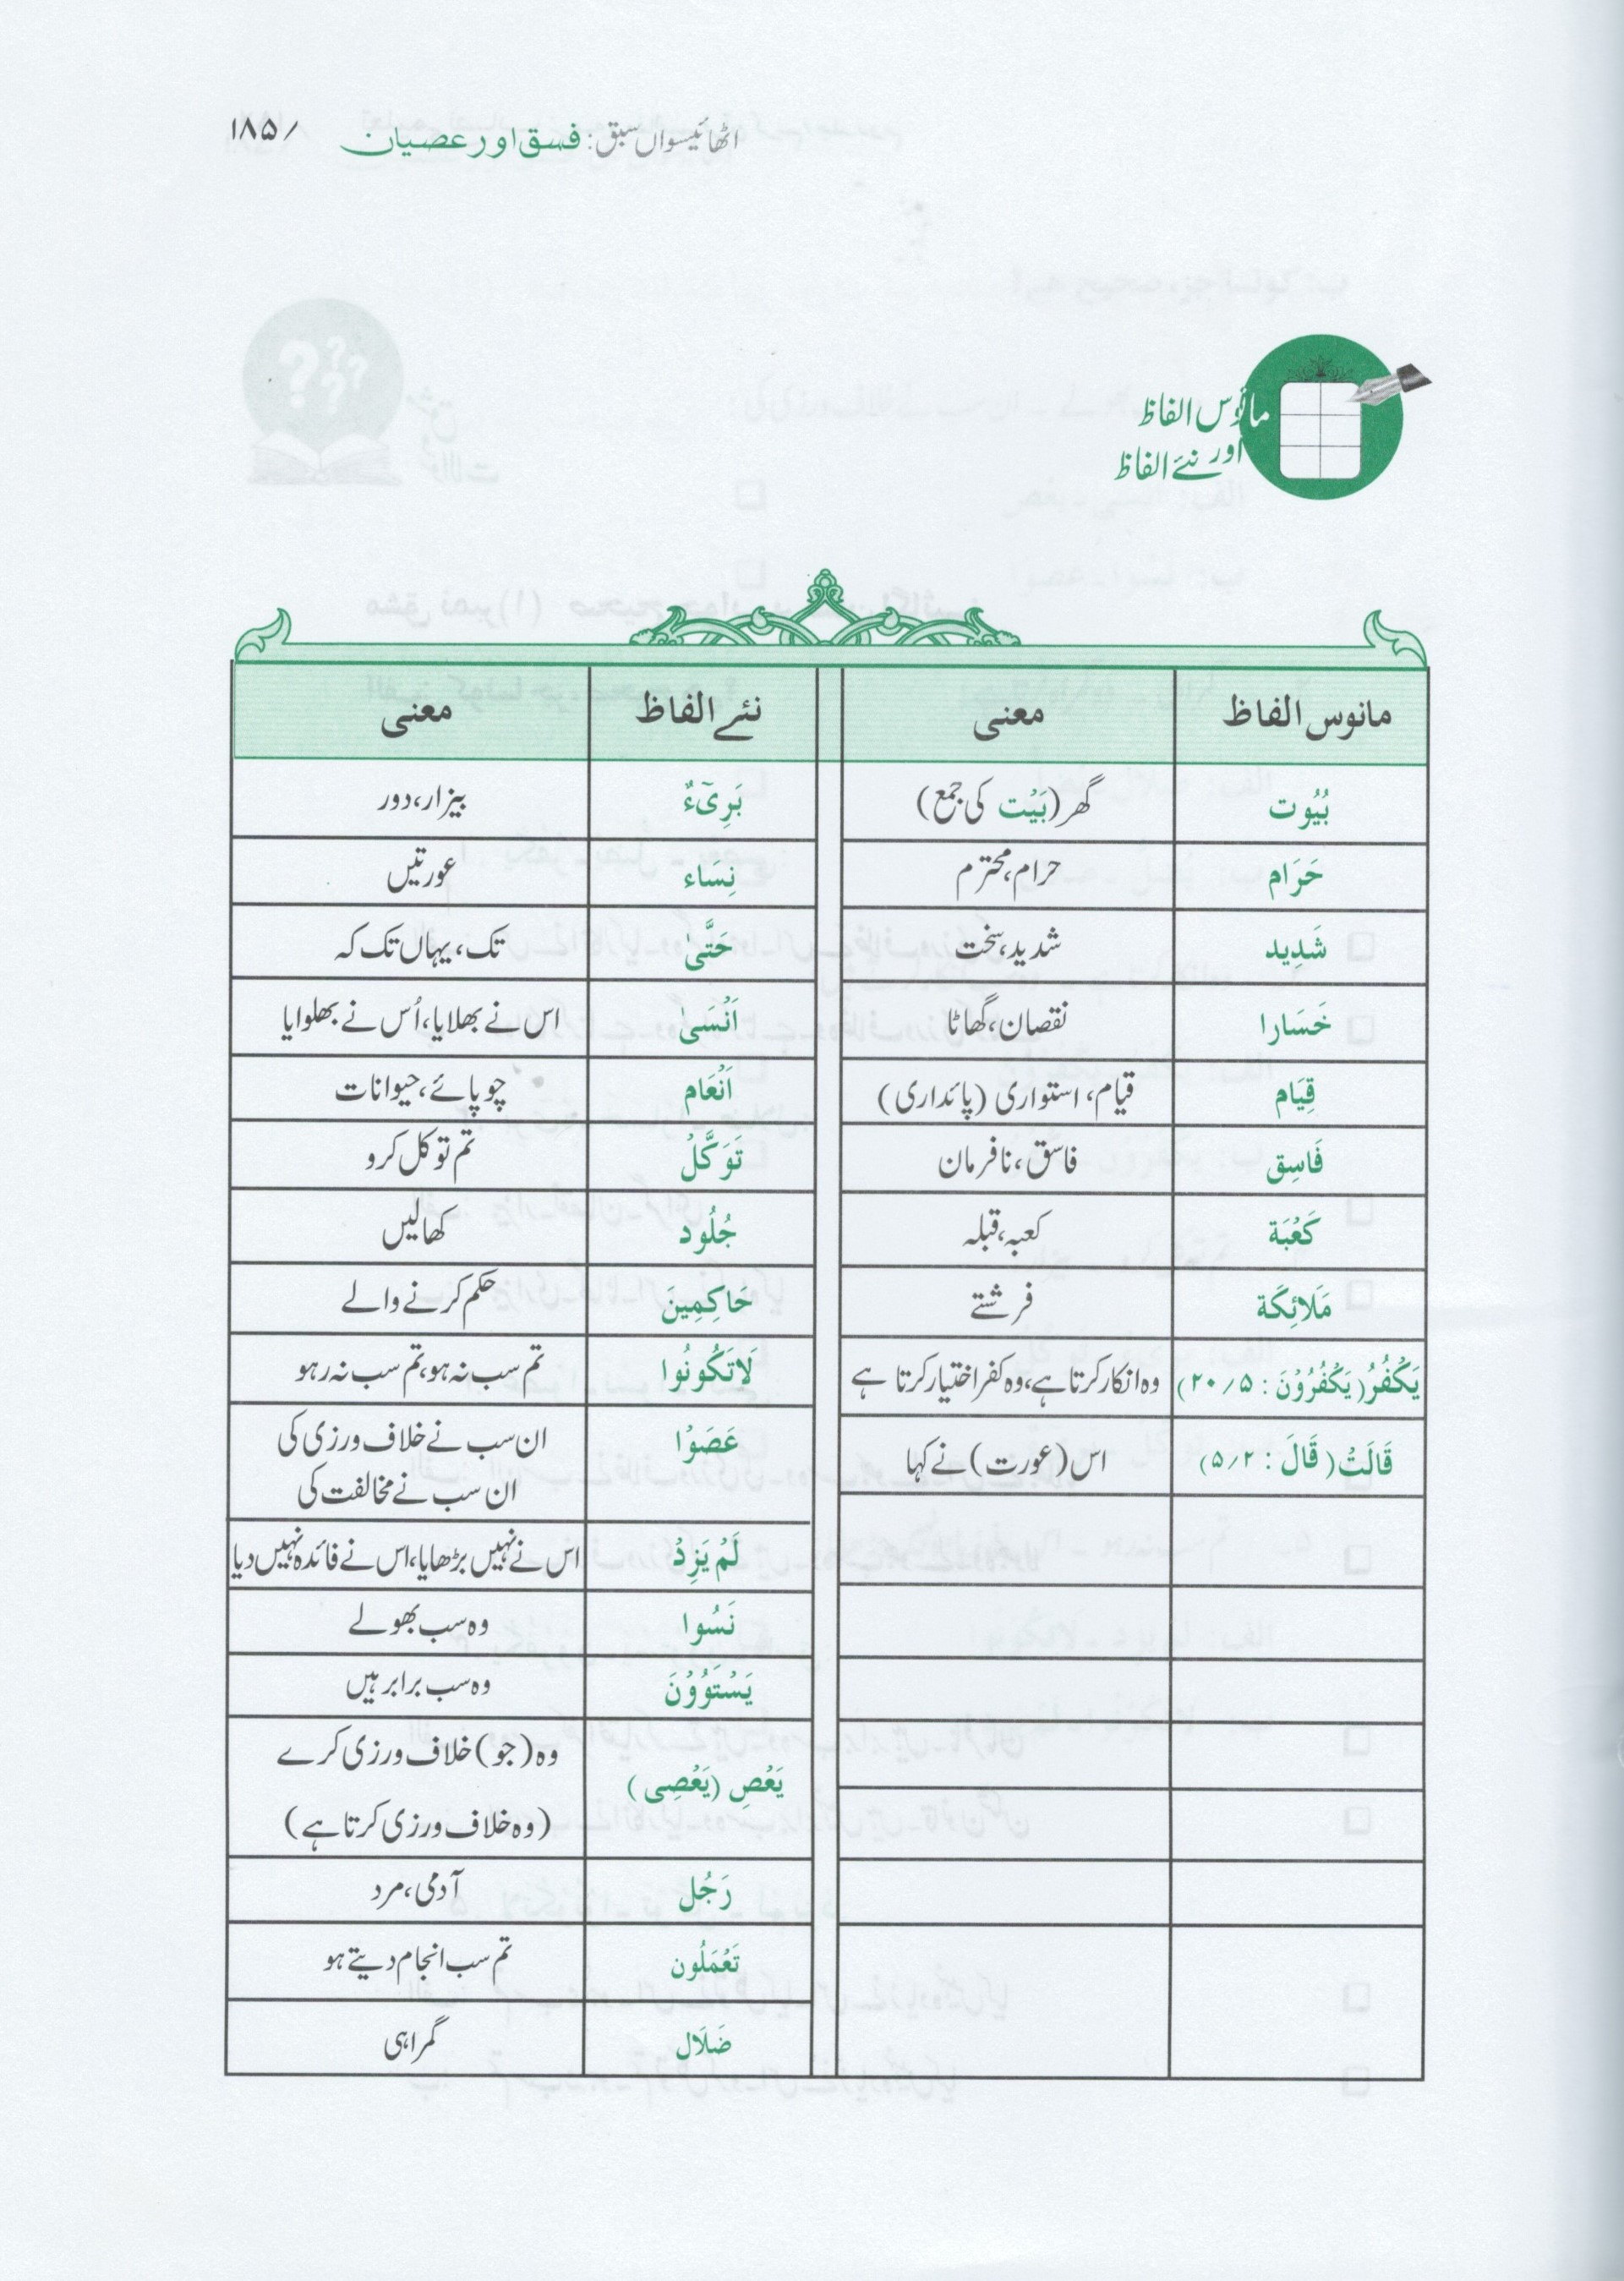 اٹھائیسواں سبق: فسق اور عصیان /۱۸۵
مانوس الفاظ
اور نئے الفاظ
مانوس الفاظ معنی نئے الفاظ معنی
بُیُوت گھر (بَیْت کی جمع) بَرِیٓءٌ بیزار، دور
حَرَام حرام، محترم نِسَاء عورتیں
شَدِید شدید، سخت حَتَّىٰ تک، یہاں تک کہ
خَسَارا نقصان، گھاٹا اَنْسَىٰ اس نے بھلایا، اُس نے بھلوایا
قِیَام قیام، استواری (پائداری) اَنْعَام چوپائے، حیوانات
فَاسِق فاسق، نافرمان تَوَکَّلْ تم توکل کرو
کَعْبَة کعبہ، قبلہ جُلُود کھالیں
مَلَائِکَة فرشتے حَاکِمِینَ حکم کرنے والے
یَکْفُرُ (یَکْفُرُوْنَ : ۲۰/۵) وہ انکار کرتا ہے، وہ کفر اختیار کرتا ہے لَاتَکُونُوا تم سب نہ ہو، تم سب نہ رہو
قَالَتْ (قَالَ : ۵/۲) اس (عورت) نے کہا عَصَوْا ان سب نے خلاف ورزی کی
ان سب نے مخالفت کی
لَمْ یَزِدْ اس نے نہیں بڑھایا، اس نے فائدہ نہیں دیا
نَسُوا وہ سب بھولے
یَسْتَوُوْنَ وہ سب برابر ہیں
یَعْصِ (یَعْصِی) وہ (جو) خلاف ورزی کرے
(وہ خلاف ورزی کرتا ہے)
رَجُل آدمی، مرد
تَعْمَلُون تم سب انجام دیتے ہو
ضَلَال گمراہی